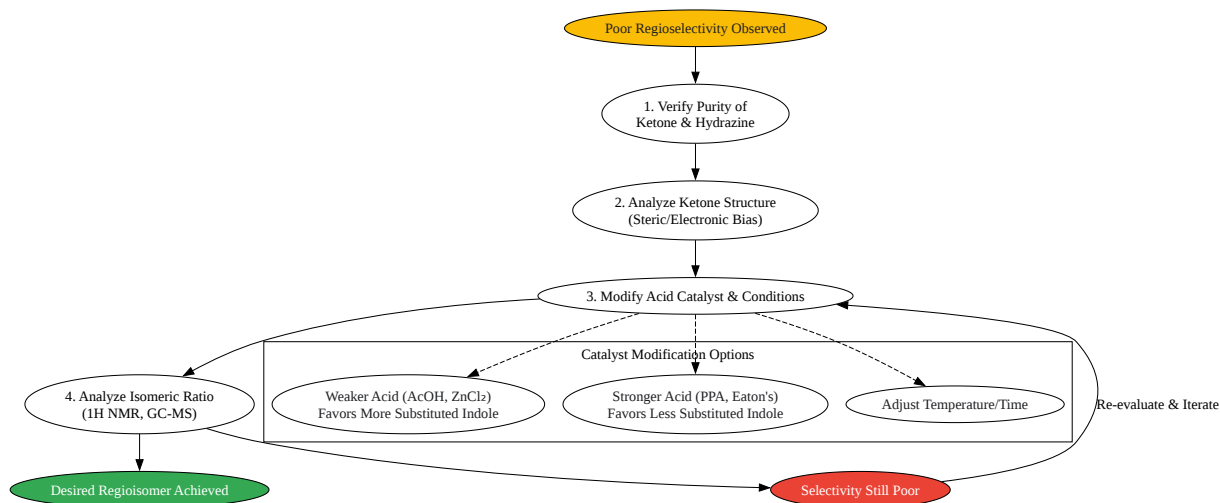 Poor Regioselectivity Observed
1. Verify Purity of
Ketone & Hydrazine
2. Analyze Ketone Structure
(Steric/Electronic Bias)
3. Modify Acid Catalyst & Conditions
Catalyst Modification Options
4. Analyze Isomeric Ratio
(1H NMR, GC-MS)
Weaker Acid (AcOH, ZnCl₂)
Favors More Substituted Indole
Stronger Acid (PPA, Eaton's)
Favors Less Substituted Indole
Adjust Temperature/Time
Re-evaluate & Iterate
Desired Regioisomer Achieved
Selectivity Still Poor